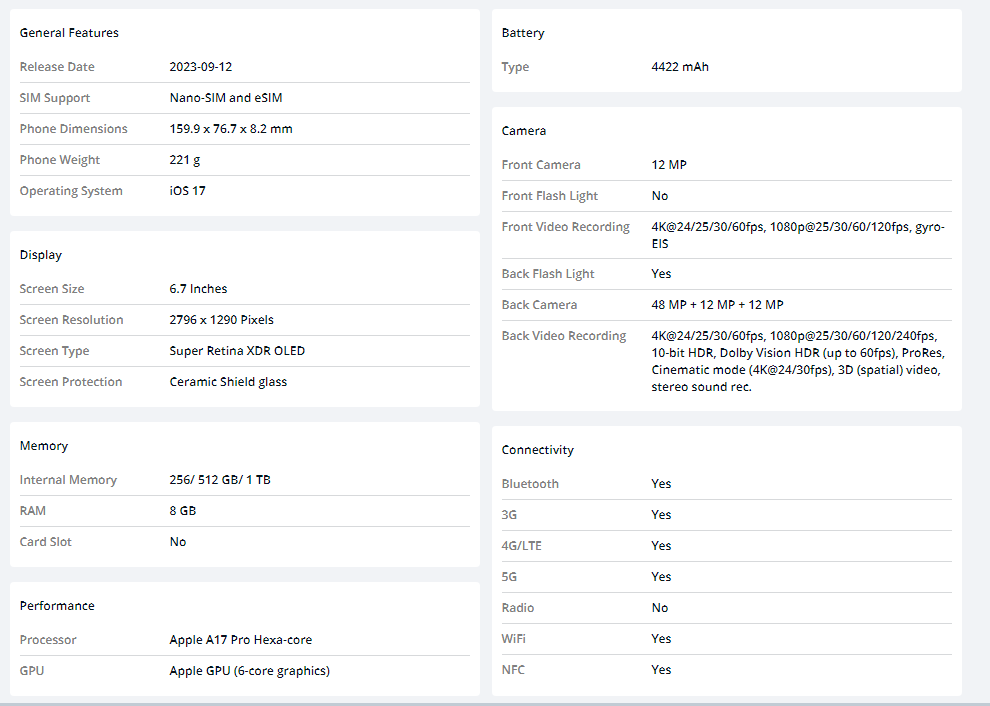 General Features
Release Date 2023-09-12
SIM Support Nano-SIM and eSIM
Phone Dimensions 159.9 x 76.7 x 8.2 mm
Phone Weight 221 g
Operating System iOS 17
Display
Screen Size 6.7 Inches
Screen Resolution 2796 x 1290 Pixels
Screen Type Super Retina XDR OLED
Screen Protection Ceramic Shield glass
Memory
Internal Memory 256/ 512 GB/ 1 TB
RAM 8 GB
Card Slot No
Performance
Processor Apple A17 Pro Hexa-core
GPU Apple GPU (6-core graphics)
Battery
Type 4422 mAh
Camera
Front Camera 12 MP
Front Flash Light No
Front Video Recording 4K@24/25/30/60fps, 1080p@25/30/60/120fps, gyro-
EIS
Back Flash Light Yes
Back Camera 48 MP + 12 MP + 12 MP
Back Video Recording 4K@24/25/30/60fps, 1080p@25/30/60/120/240fps,
10-bit HDR, Dolby Vision HDR (up to 60fps), ProRes,
Cinematic mode (4K@24/30fps), 3D (spatial) video,
stereo sound rec.
Connectivity
Bluetooth Yes
3G Yes
4G/LTE Yes
5G Yes
Radio No
WiFi Yes
NFC Yes